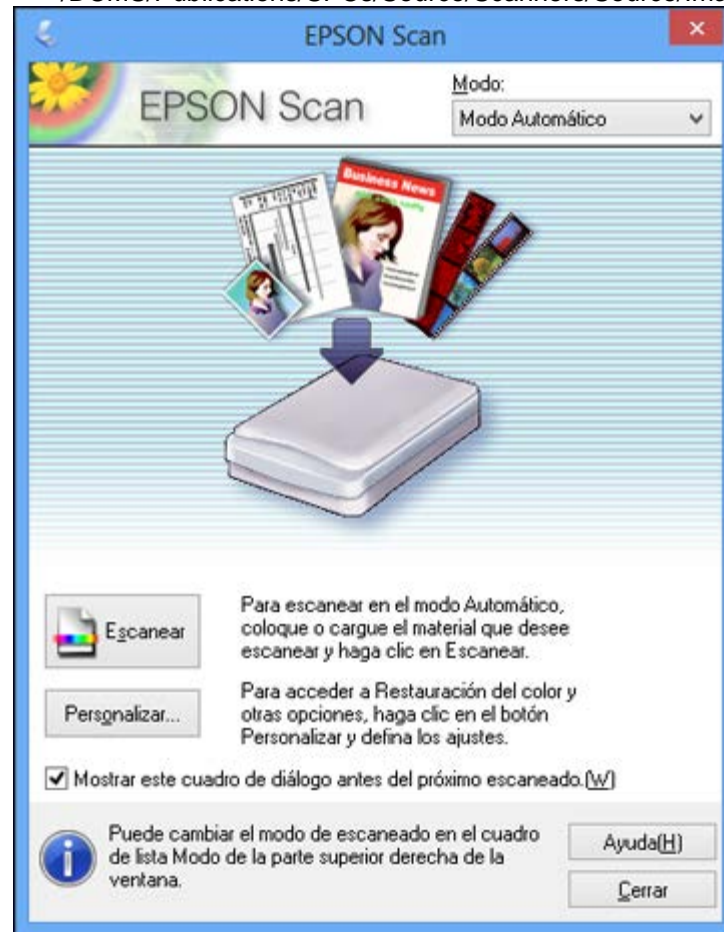 EPSON Scan
EPSON Scan
Modo:
Modo Automático
Business News
Escanear
Para escanear en el modo Automático,
coloque o cargue el material que desee
escanear y haga clic en Escanear.
Personalizar...
Para acceder a Restauración del color y
otras opciones, haga clic en el botón
Personalizar y defina los ajustes.
Mostrar este cuadro de diálogo antes del próximo escaneado.(W)
Puede cambiar el modo de escaneado en el cuadro
de lista Modo de la parte superior derecha de la
ventana.
Ayuda(H)
Cerrar